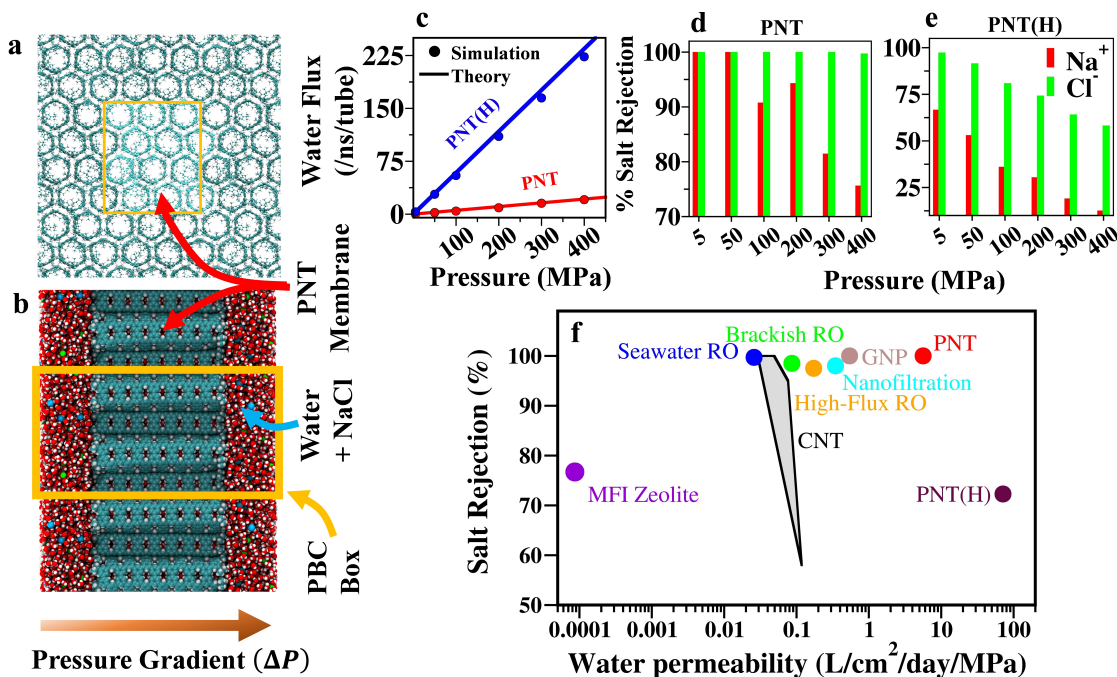 a
b
PNT
Membrane
Water
+ NaCl
PBC
Box
Pressure Gradient (Δ𝑃)
c
Water Flux
(/ns/tube)
225
150
75
0
Simulation
Theory
PNT(H)
PNT
100
200
300
400
Pressure (MPa)
d
PNT
% Salt Rejection
100
90
80
70
5
50
100
200
300
400
e
PNT(H)
100
75
50
25
Na⁺
Cl⁻
5
50
100
200
300
400
Pressure (MPa)
f
Salt Rejection (%)
100
90
80
70
60
50
Seawater RO
Brackish RO
GNP
PNT
Nanofiltration
High-Flux RO
CNT
MFI Zeolite
PNT(H)
0.0001
0.001
0.01
0.1
1
10
100
Water permeability (L/cm²/day/MPa)